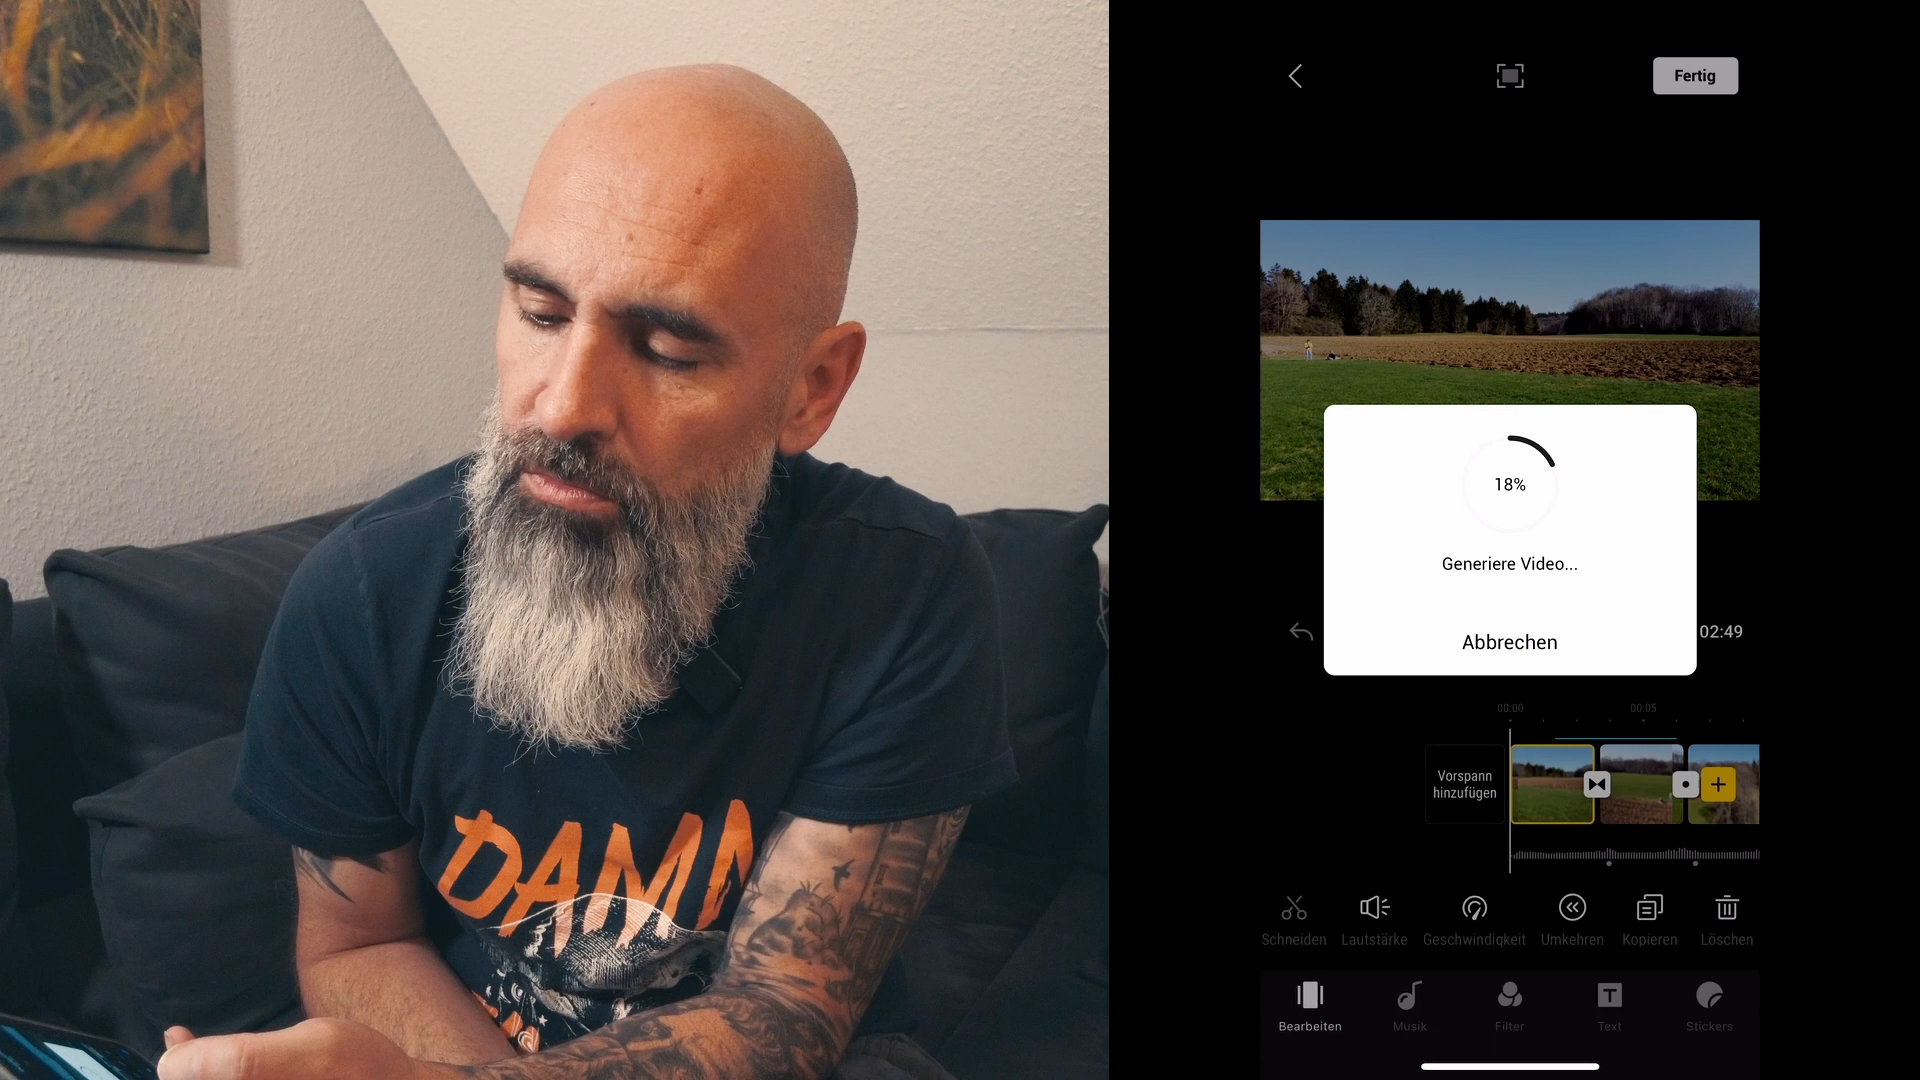 Fertig
18%
Generiere Video...
Abbrechen
02:49
00:00
00:05
Vorspann
hinzufügen
Schneiden
Lautstärke
Geschwindigkeit
Umkehren
Kopieren
Löschen
Bearbeiten
Musik
Filter
Text
Stickers
DAMN